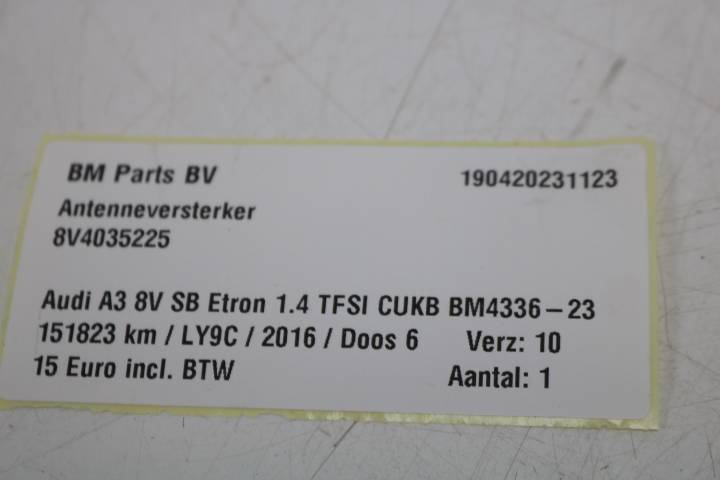 BM Parts BV 190420231123
Antenneversterker
8V4035225
Audi A3 8V SB Etron 1.4 TFSI CUKB BM4336-23
151823 km / LY9C / 2016 / Doos 6 Verz: 10
15 Euro incl. BTW Aantal: 1